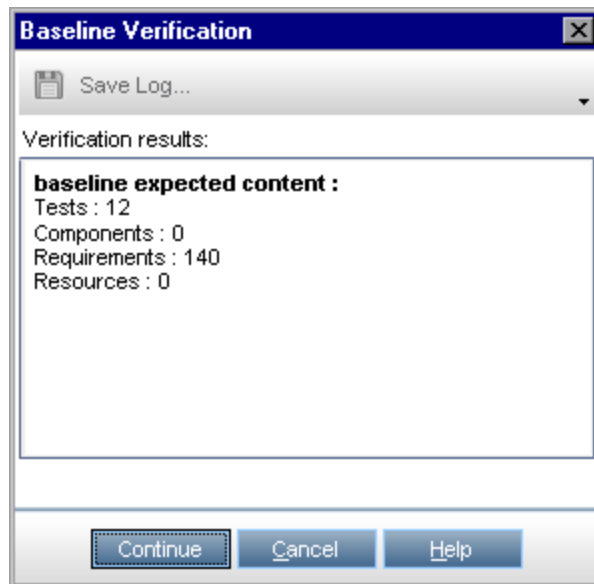 Baseline Verification
Save Log...
Verification results:
baseline expected content :
Tests : 12
Components : 0
Requirements : 140
Resources : 0
Continue Cancel Help